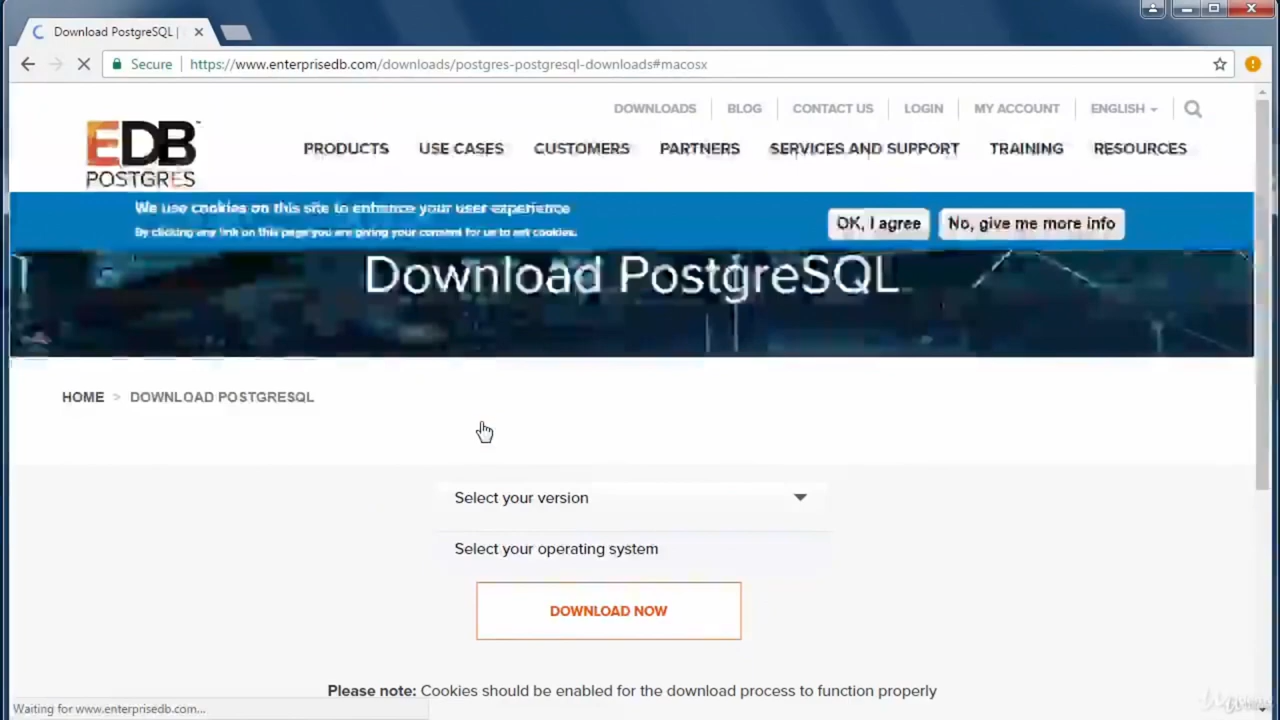 Download PostgreSQL |
Secure
https://www.enterprisedb.com/downloads/postgres-postgresql-downloads#macosx
DOWNLOADS BLOG CONTACT US LOGIN MY ACCOUNT ENGLISH
EDB
POSTGRES
PRODUCTS USE CASES CUSTOMERS PARTNERS SERVICES AND SUPPORT TRAINING RESOURCES
We use cookies on this site to enhance your user experience
By clicking any link on this page you are giving your consent for us to set cookies.
OK, I agree
No, give me more info
Download PostgreSQL
HOME > DOWNLOAD POSTGRESQL
Select your version
Select your operating system
DOWNLOAD NOW
Please note: Cookies should be enabled for the download process to function properly
Waiting for www.enterprisedb.com...